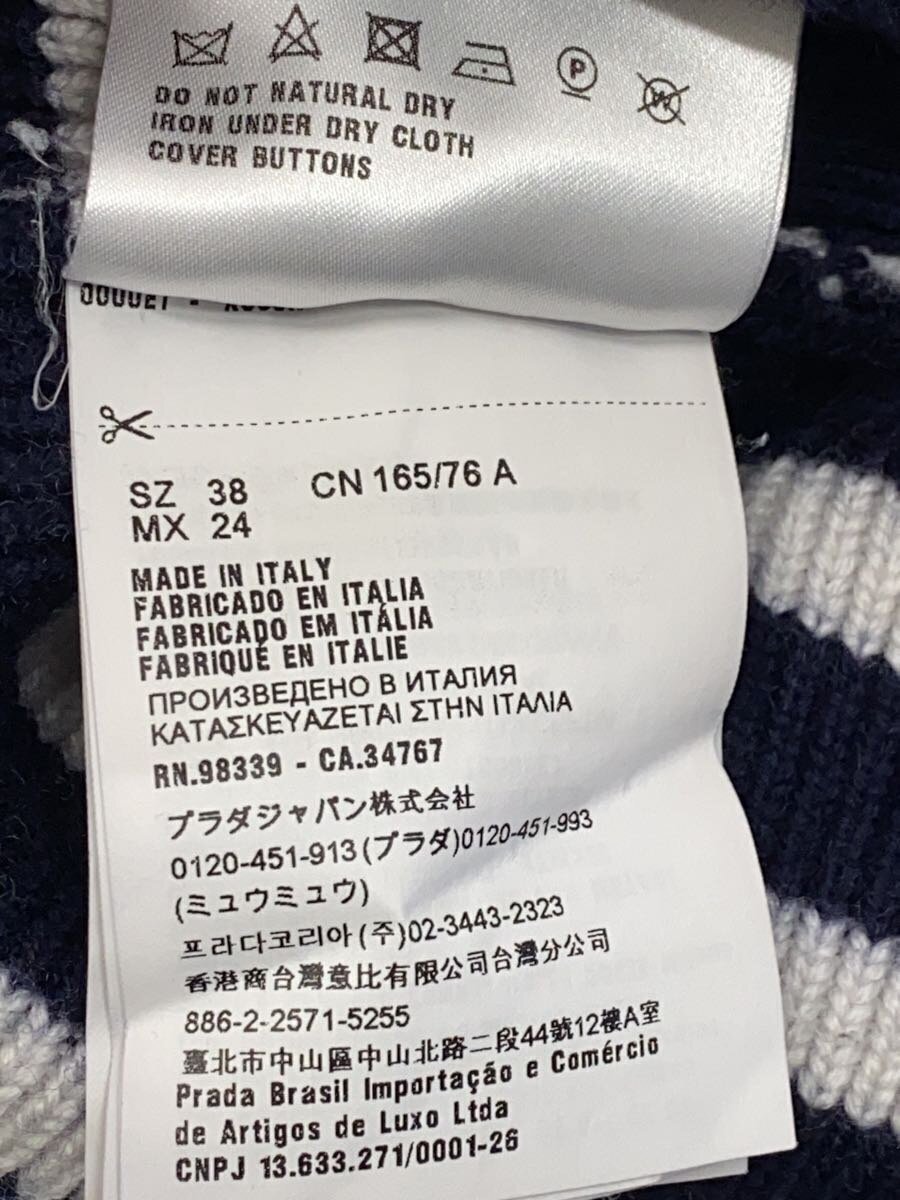 P
W
DO NOT NATURAL DRY
IRON UNDER DRY CLOTH
COVER BUTTONS
SZ 38 CN 165/76 A
MX 24
MADE IN ITALY
FABRICADO EN ITALIA
FABRICADO EM ITÁLIA
FABRIQUÉ EN ITALIE
ПРОИЗВЕДЕНО В ИТАЛИЯ
ΚΑΤΑΣΚΕΥΑΖΕΤΑΙ ΣΤΗΝ ΙΤΑΛΙΑ
RN.98339 - CA.34767
プラダジャパン株式会社
0120-451-913(プラダ)0120-451-993
(ミュウミュウ)
프라다코리아(주)02-3443-2323
香港商台灣意比有限公司台灣分公司
886-2-2571-5255
臺北市中山區中山北路二段44號12樓A室
Prada Brasil Importação e Comércio
de Artigos de Luxo Ltda
CNPJ 13.633.271/0001-26